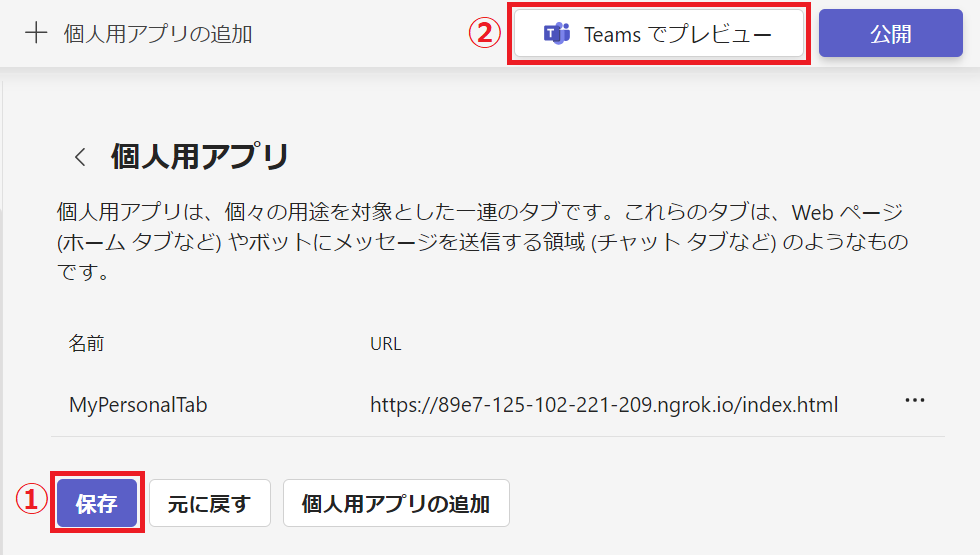 個人用アプリの追加
② Teams でプレビュー 公開
個人用アプリ
個人用アプリは、個々の用途を対象とした一連のタブです。これらのタブは、Web ページ
(ホーム タブなど) やボットにメッセージを送信する領域 (チャット タブなど) のようなもの
です。
名前 URL
MyPersonalTab https://89e7-125-102-221-209.ngrok.io/index.html
① 保存 元に戻す 個人用アプリの追加